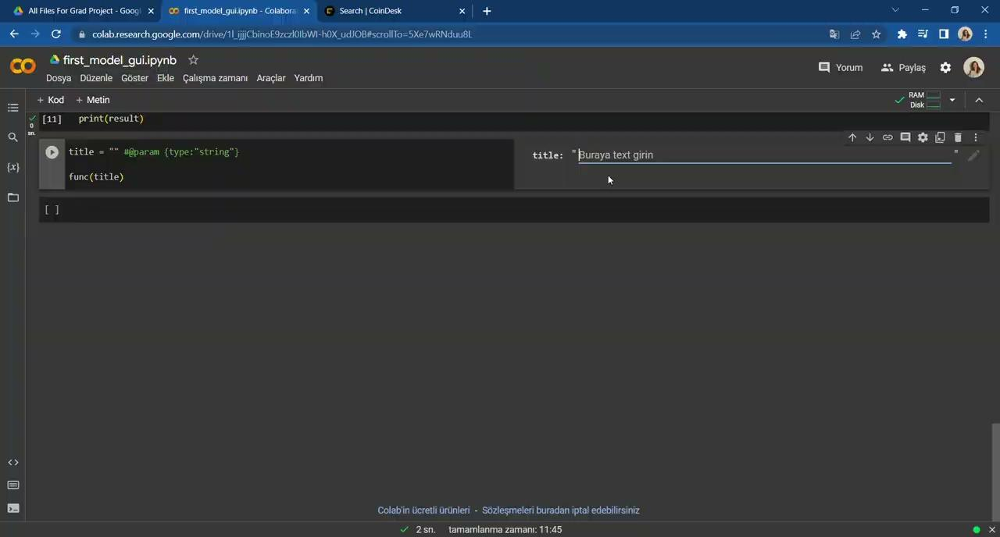 All Files For Grad Project - Googl
first_model_gui.ipynb - Colabora
Search | CoinDesk
colab.research.google.com/drive/1l_ijjjCbinoE9zczl0IbWI-h0X_udJOB#scrollTo=5Xe7wRNduu8L
first_model_gui.ipynb
Dosya Düzenle Göster Ekle Çalışma zamanı Araçlar Yardım
Yorum
Paylaş
+ Kod + Metin
RAM
Disk
0
sn.
[11] print(result)
title = "" #@param {type:"string"}
func(title)
title: "Buraya text girin"
[ ]
Colab'in ücretli ürünleri - Sözleşmeleri buradan iptal edebilirsiniz
2 sn. tamamlanma zamanı: 11:45